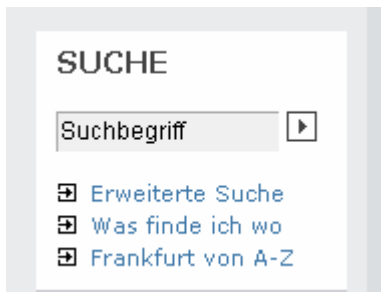 SUCHE
Suchbegriff
Erweiterte Suche
Was finde ich wo
Frankfurt von A-Z